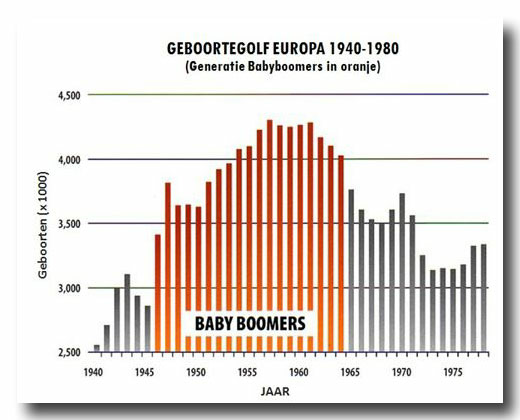 GEBOORTEGOLF EUROPA 1940-1980
(Generatie Babyboomers in oranje)
4,500
4,000
3,500
3,000
2,500
Geboorten (x 1000)
BABY BOOMERS
1940 1945 1950 1955 1960 1965 1970 1975
JAAR